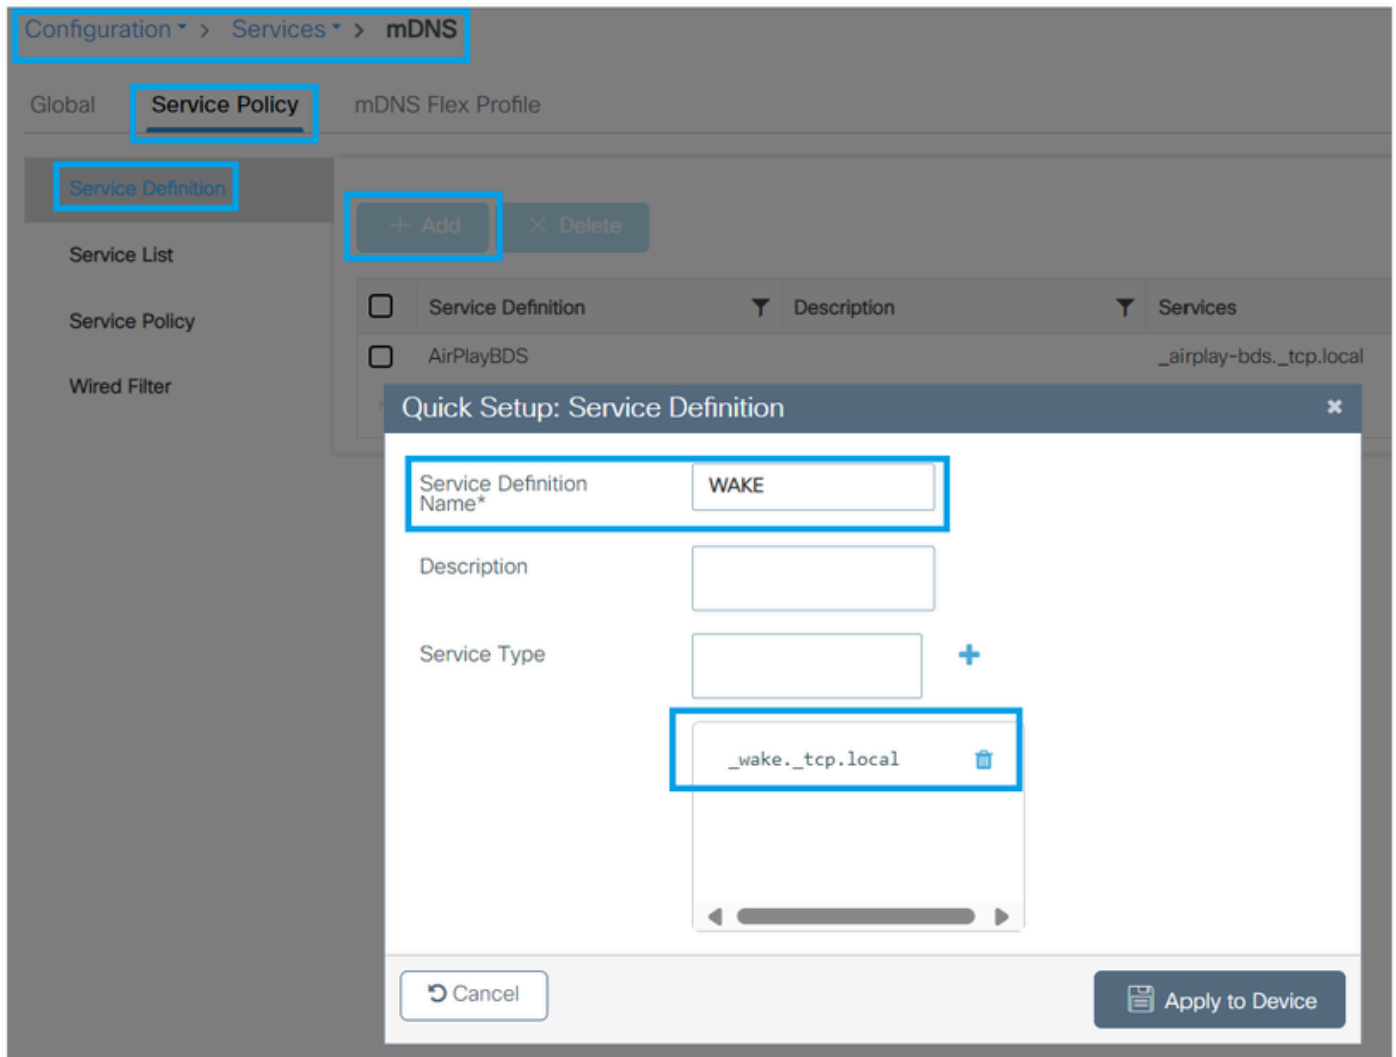 Configuration > Services > mDNS
Global Service Policy mDNS Flex Profile
Service Definition
+ Add × Delete
Service List
Service Definition Description Services
Service Policy
AirPlayBDS _airplay-bds._tcp.local
Wired Filter
Quick Setup: Service Definition ×
Service Definition
Name*
WAKE
Description
Service Type
_wake._tcp.local
Cancel
Apply to Device